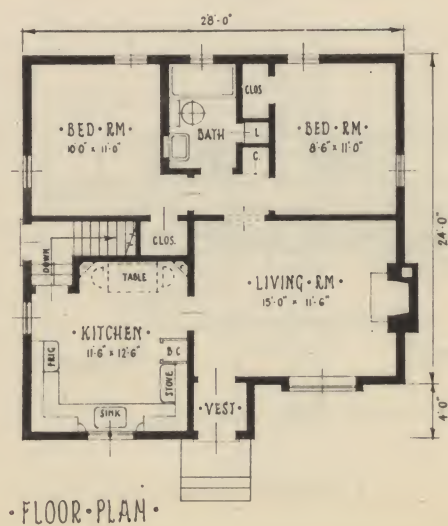 28'-0"
CLOS.
• BED • RM •
10'0" x 11'0"
BATH
L
• BED • RM •
8'-6" x 11'-0"
C.
24'-0"
DOWN
CLOS.
TABLE
• LIVING • RM •
15'-0" x 11'-6"
• KITCHEN •
11'-6" x 12'-6"
B.C
FRIG
STOVE
SINK
• VEST •
4'-0"
• FLOOR • PLAN •